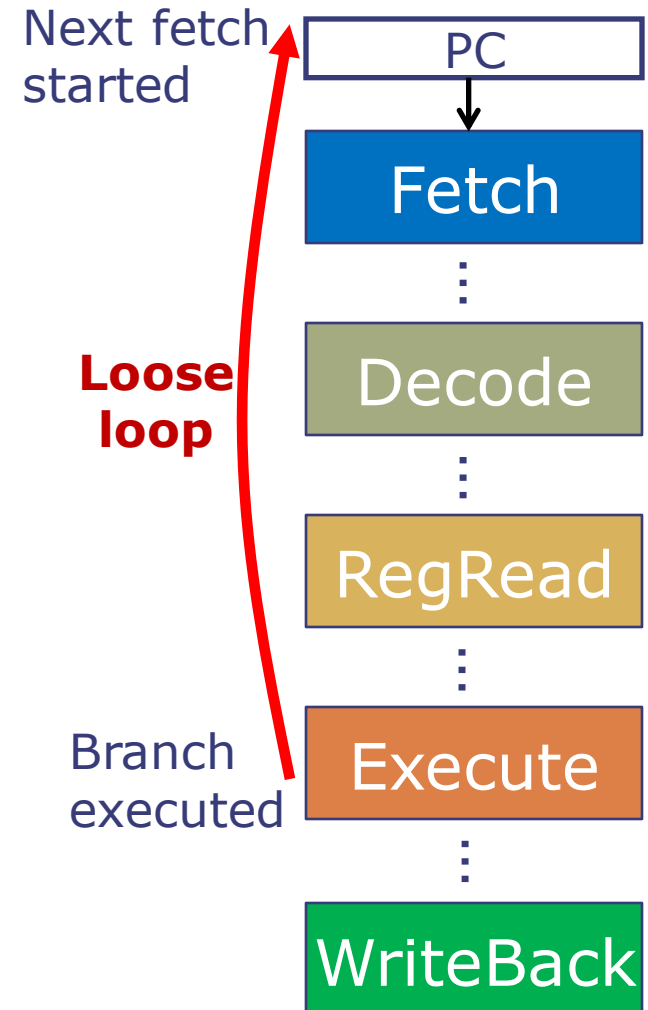 Next fetch
started
PC
Fetch
Decode
Loose
loop
RegRead
Branch
executed
Execute
WriteBack